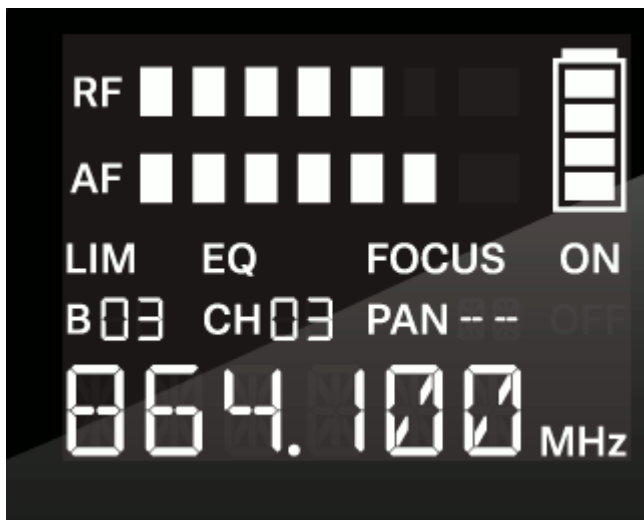 RF
AF
LIM EQ FOCUS ON
B03 CH03 PAN -- -- OFF
864.100 MHz